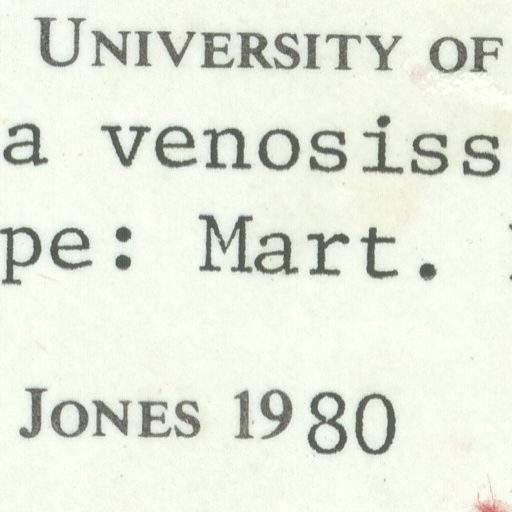 UNIVERSITY OF
a venosiss
pe: Mart.
JONES 1980